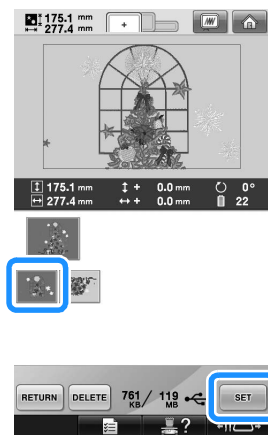 175.1 mm
277.4 mm
175.1 mm 0.0 mm 0°
277.4 mm 0.0 mm 22
RETURN DELETE 761 KB / 119 MB SET
?